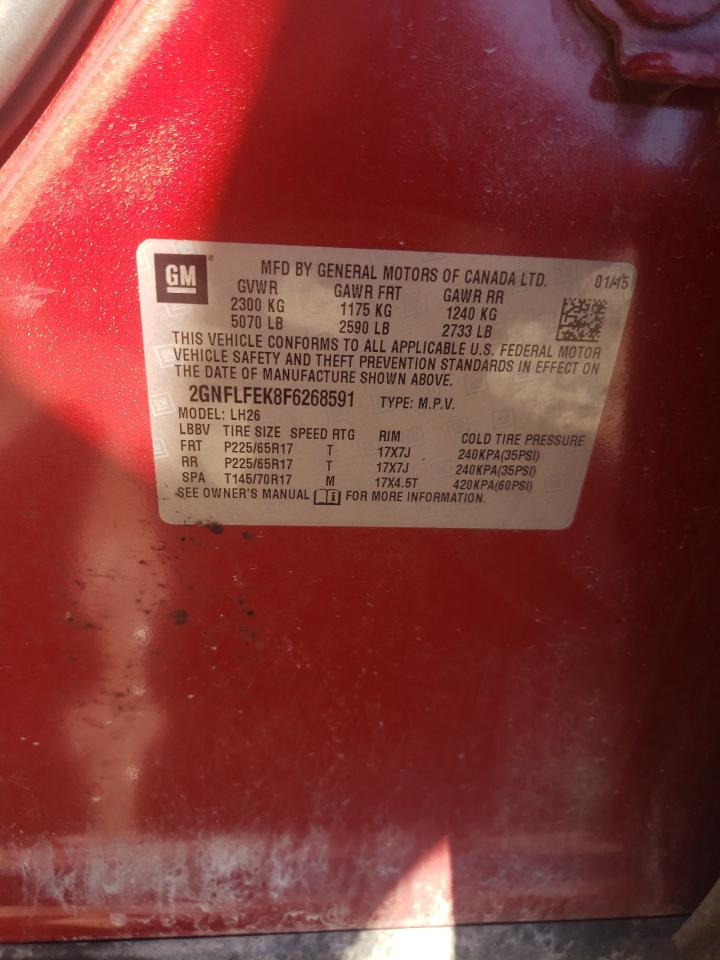 GM
MFD BY GENERAL MOTORS OF CANADA LTD. 01/15
GVWR GAWR FRT GAWR RR
2300 KG 1175 KG 1240 KG
5070 LB 2590 LB 2733 LB
THIS VEHICLE CONFORMS TO ALL APPLICABLE U.S. FEDERAL MOTOR
VEHICLE SAFETY AND THEFT PREVENTION STANDARDS IN EFFECT ON
THE DATE OF MANUFACTURE SHOWN ABOVE.
2GNFLFEK8F6268591 TYPE: M.P.V.
MODEL: LH26
LBBV TIRE SIZE SPEED RTG RIM COLD TIRE PRESSURE
FRT P225/65R17 T 17X7J 240KPA(35PSI)
RR P225/65R17 T 17X7J 240KPA(35PSI)
SPA T145/70R17 M 17X4.5T 420KPA(60PSI)
SEE OWNER'S MANUAL FOR MORE INFORMATION.